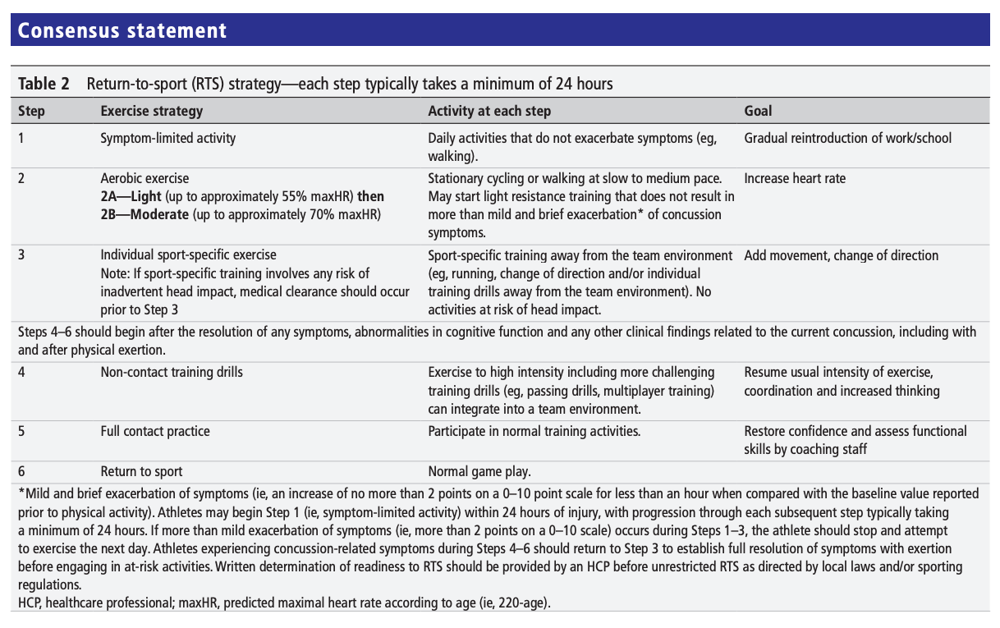 Consensus statement
Table 2 Return-to-sport (RTS) strategy—each step typically takes a minimum of 24 hours
Step Exercise strategy Activity at each step Goal
1 Symptom-limited activity Daily activities that do not exacerbate symptoms (eg, Gradual reintroduction of work/school
walking).
2 Aerobic exercise Stationary cycling or walking at slow to medium pace. Increase heart rate
2A—Light (up to approximately 55% maxHR) then May start light resistance training that does not result in
2B—Moderate (up to approximately 70% maxHR) more than mild and brief exacerbation* of concussion
symptoms.
3 Individual sport-specific exercise Sport-specific training away from the team environment Add movement, change of direction
Note: If sport-specific training involves any risk of (eg, running, change of direction and/or individual
inadvertent head impact, medical clearance should occur training drills away from the team environment). No
prior to Step 3 activities at risk of head impact.
Steps 4–6 should begin after the resolution of any symptoms, abnormalities in cognitive function and any other clinical findings related to the current concussion, including with
and after physical exertion.
4 Non-contact training drills Exercise to high intensity including more challenging Resume usual intensity of exercise,
training drills (eg, passing drills, multiplayer training) coordination and increased thinking
can integrate into a team environment.
5 Full contact practice Participate in normal training activities. Restore confidence and assess functional
skills by coaching staff
6 Return to sport Normal game play.
*Mild and brief exacerbation of symptoms (ie, an increase of no more than 2 points on a 0–10 point scale for less than an hour when compared with the baseline value reported
prior to physical activity). Athletes may begin Step 1 (ie, symptom-limited activity) within 24 hours of injury, with progression through each subsequent step typically taking
a minimum of 24 hours. If more than mild exacerbation of symptoms (ie, more than 2 points on a 0–10 scale) occurs during Steps 1–3, the athlete should stop and attempt
to exercise the next day. Athletes experiencing concussion-related symptoms during Steps 4–6 should return to Step 3 to establish full resolution of symptoms with exertion
before engaging in at-risk activities. Written determination of readiness to RTS should be provided by an HCP before unrestricted RTS as directed by local laws and/or sporting
regulations.
HCP, healthcare professional; maxHR, predicted maximal heart rate according to age (ie, 220-age).